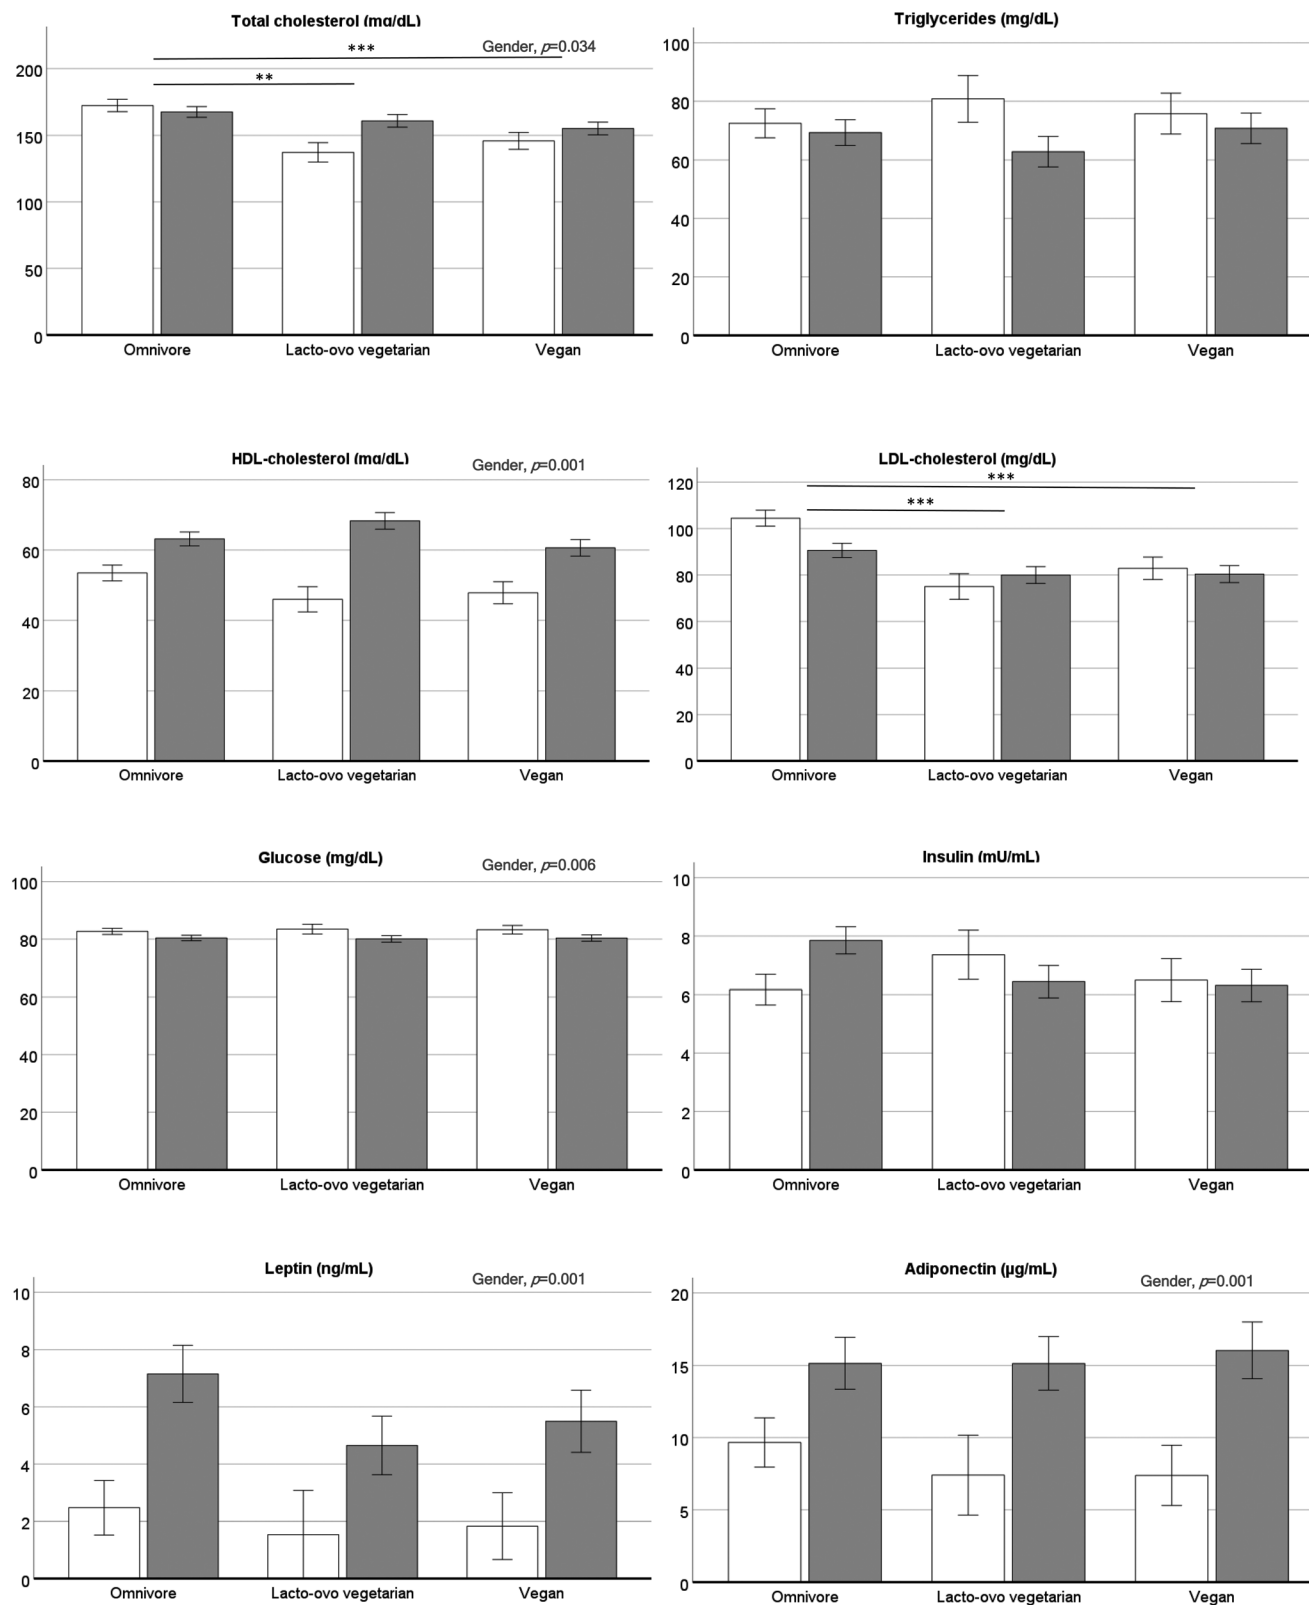 Total cholesterol (mg/dL)
Gender, p=0.034
***
**
200
150
100
50
0
Omnivore Lacto-ovo vegetarian Vegan
Triglycerides (mg/dL)
100
80
60
40
20
0
Omnivore Lacto-ovo vegetarian Vegan
HDL-cholesterol (mg/dL)
Gender, p=0.001
80
60
40
20
0
Omnivore Lacto-ovo vegetarian Vegan
LDL-cholesterol (mg/dL)
***
***
120
100
80
60
40
20
0
Omnivore Lacto-ovo vegetarian Vegan
Glucose (mg/dL)
Gender, p=0.006
100
80
60
40
20
0
Omnivore Lacto-ovo vegetarian Vegan
Insulin (mU/mL)
10
8
6
4
2
0
Omnivore Lacto-ovo vegetarian Vegan
Leptin (ng/mL)
Gender, p=0.001
10
8
6
4
2
0
Omnivore Lacto-ovo vegetarian Vegan
Adiponectin (µg/mL)
Gender, p=0.001
20
15
10
5
0
Omnivore Lacto-ovo vegetarian Vegan